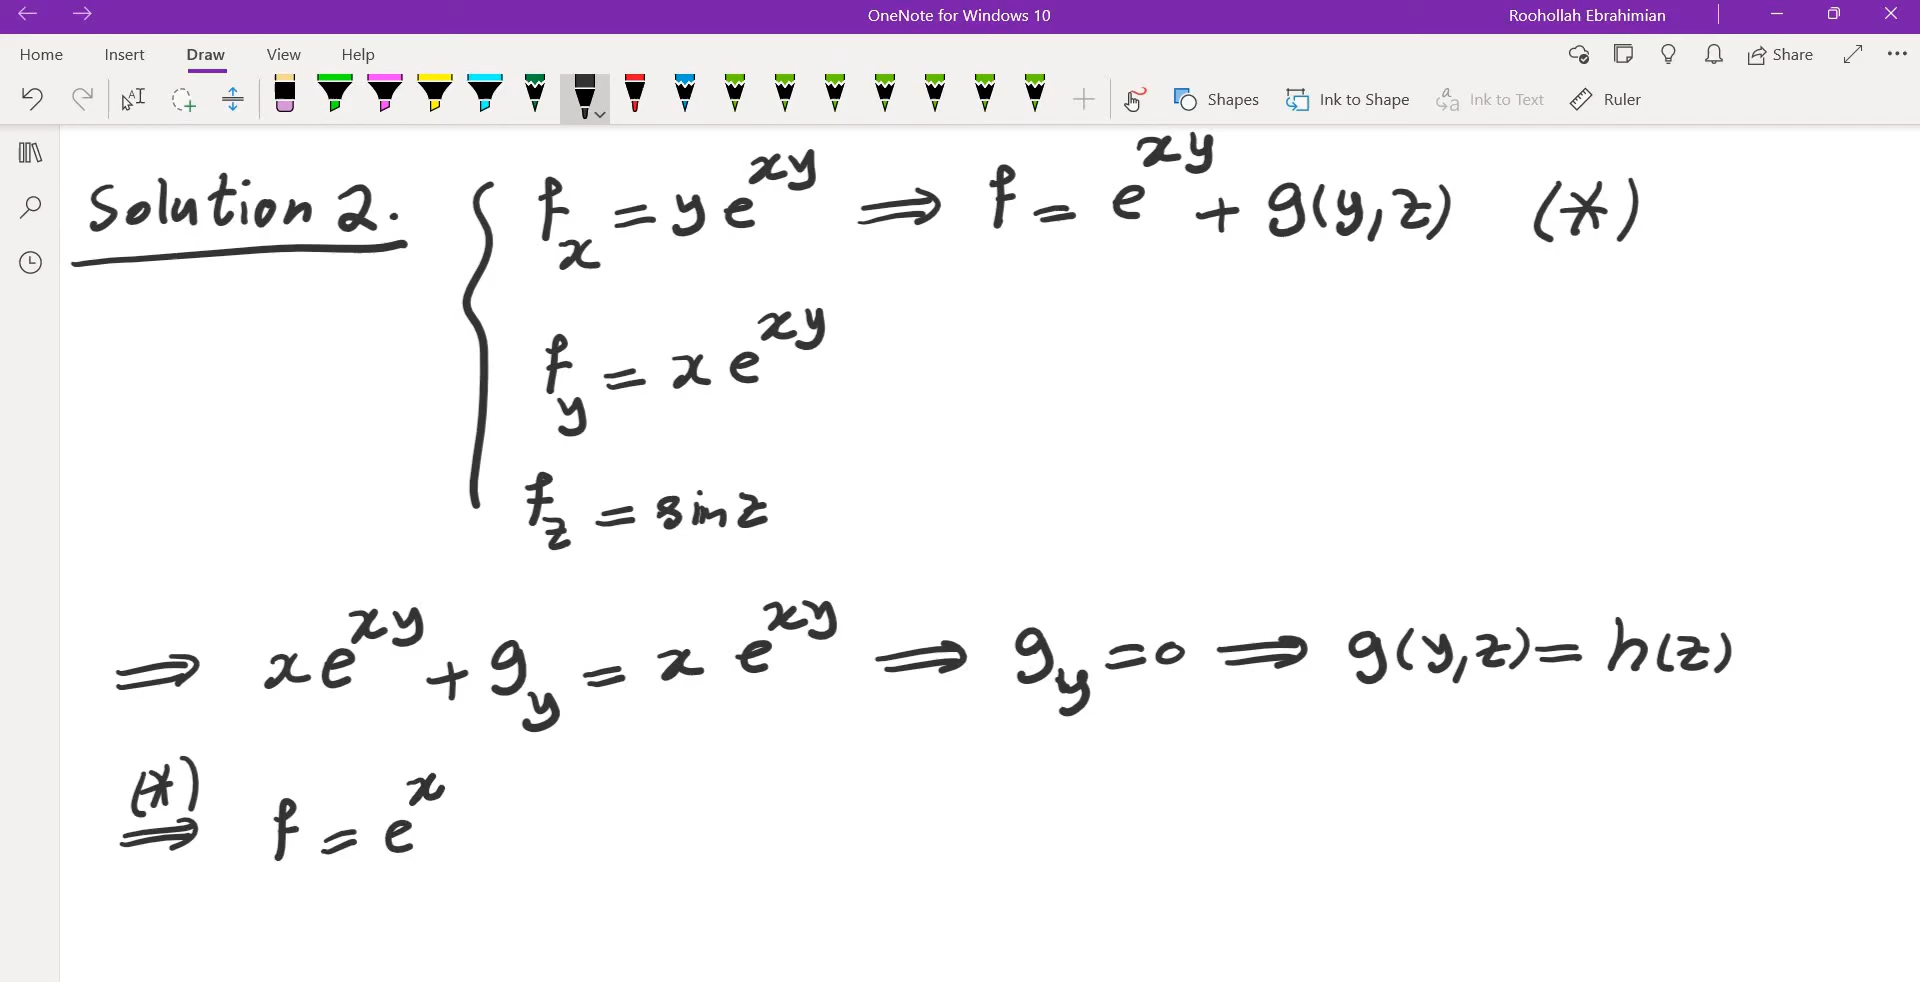 OneNote for Windows 10
Roohollah Ebrahimian
Home Insert Draw View Help
Share
Shapes Ink to Shape Ink to Text Ruler
Solution 2. { f_x = y e^{xy} ⟹ f = e^{xy} + g(y,z) (*)
f_y = x e^{xy}
f_z = sin z
⟹ x e^{xy} + g_y = x e^{xy} ⟹ g_y = 0 ⟹ g(y,z) = h(z)
(*)
⟹ f = e^x